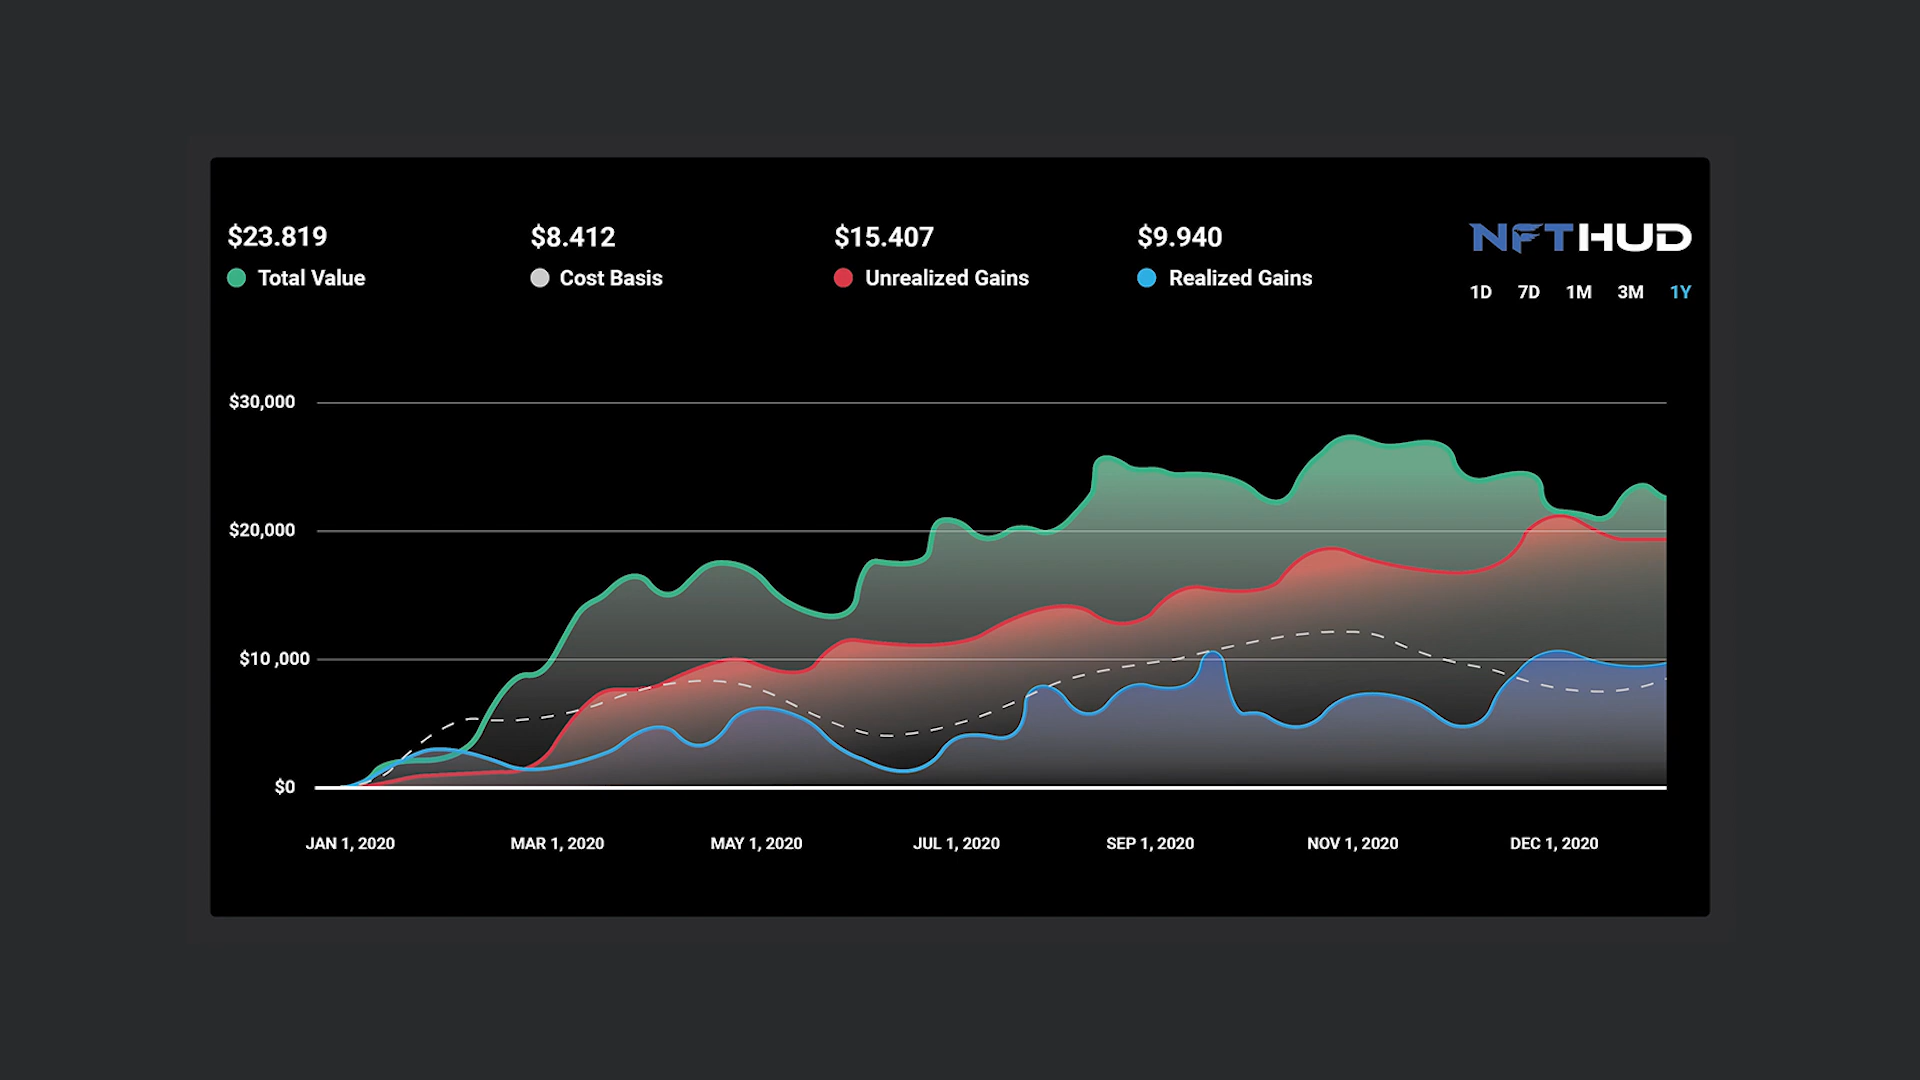 $23.819 $8.412 $15.407 $9.940 NFTHUD
Total Value Cost Basis Unrealized Gains Realized Gains
1D 7D 1M 3M 1Y
$30,000
$20,000
$10 ,000
$0
JAN 1, 2020 MAR 1, 2020 MAY 1, 2020 JUL 1, 2020 SEP 1, 2020 NOV 1, 2020 DEC 1, 2020